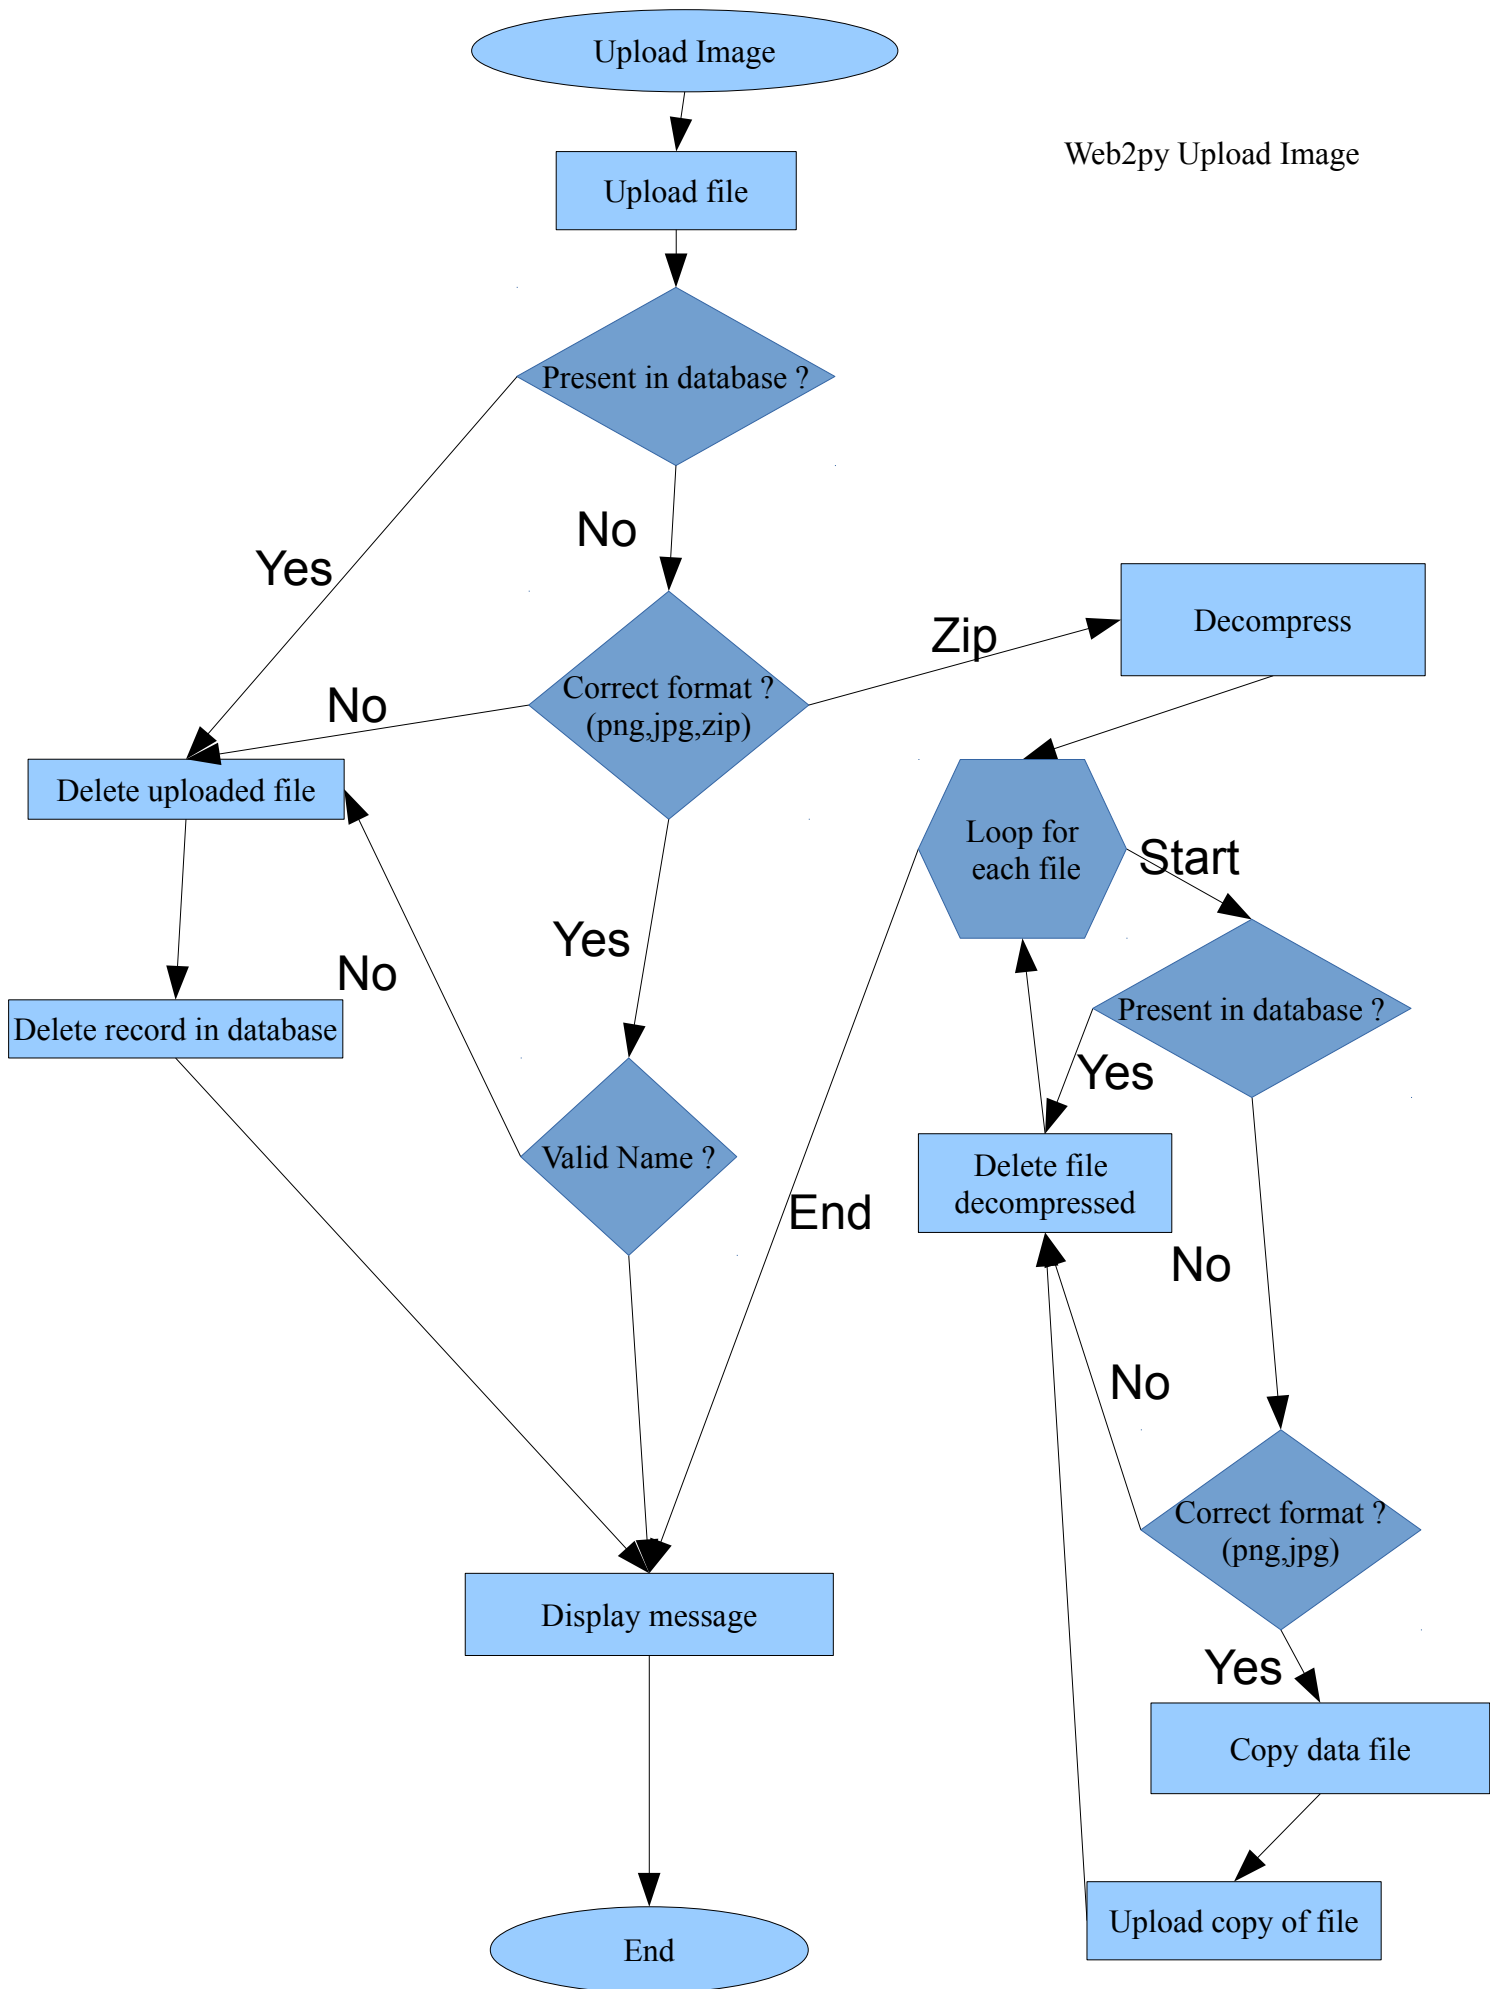 Upload Image
Web2py Upload Image
Upload file
Present in database ?
No
Yes
Decompress
Zip
Correct format ?
(png,jpg,zip)
No
Delete uploaded file
Loop for
each file
Start
Yes
No
Present in database ?
Delete record in database
Yes
Valid Name ?
Delete file
decompressed
End
No
No
Correct format ?
(png,jpg)
Display message
Yes
Copy data file
Upload copy of file
End